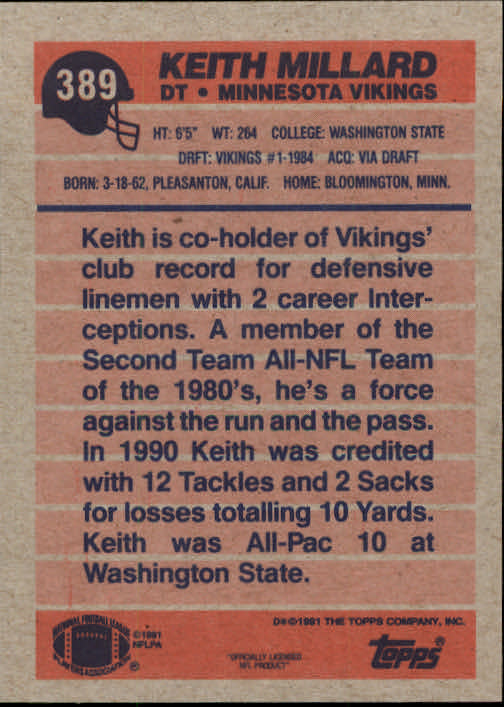 389
KEITH MILLARD
DT • MINNESOTA VIKINGS
HT: 6'5" WT: 264 COLLEGE: WASHINGTON STATE
DRFT: VIKINGS #1-1984 ACQ: VIA DRAFT
BORN: 3-18-62, PLEASANTON, CALIF. HOME: BLOOMINGTON, MINN.
Keith is co-holder of Vikings'
club record for defensive
linemen with 2 career Inter-
ceptions. A member of the
Second Team All-NFL Team
of the 1980's, he's a force
against the run and the pass.
In 1990 Keith was credited
with 12 Tackles and 2 Sacks
for losses totalling 10 Yards.
Keith was All-Pac 10 at
Washington State.
NATIONAL FOOTBALL LEAGUE
PLAYERS ASSOCIATION
©1991
NFLPA
"OFFICIALLY LICENSED
NFL PRODUCT"
D*©1991 THE TOPPS COMPANY, INC.
topps®